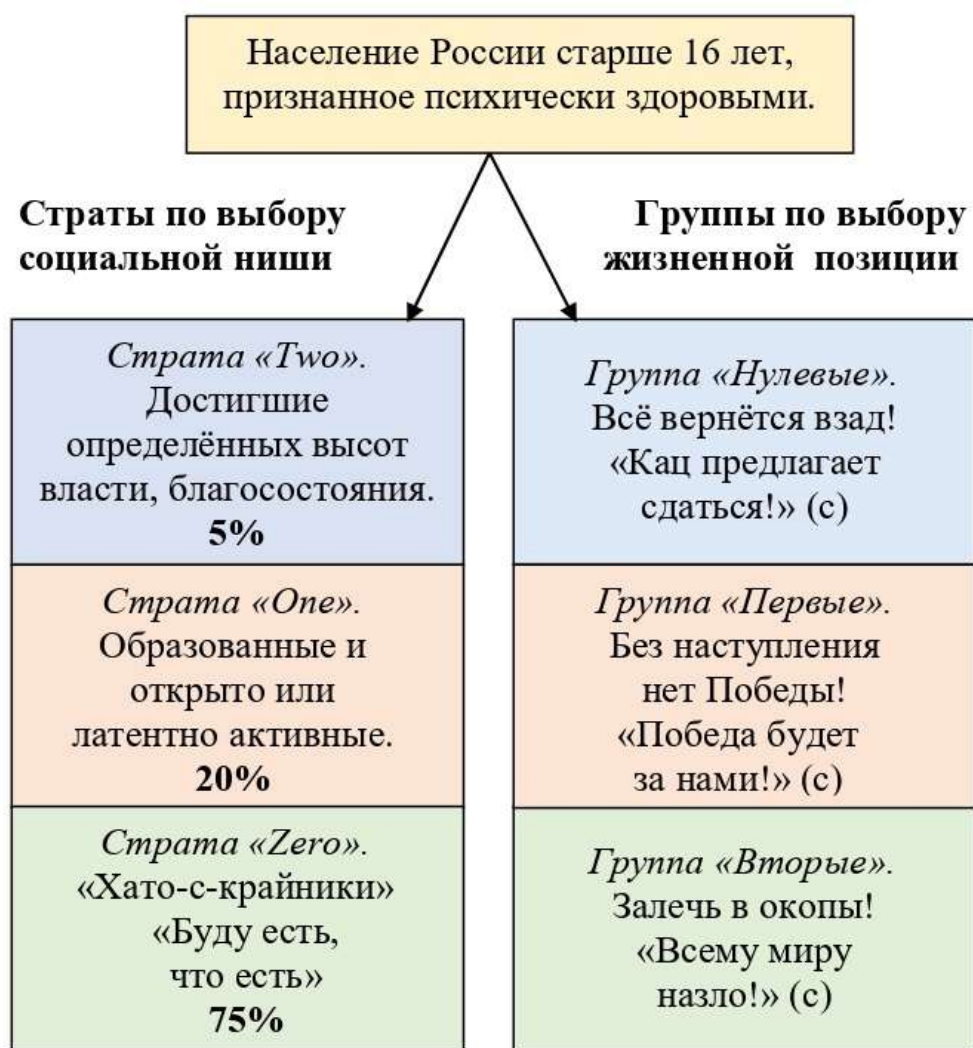 Население России старше 16 лет,
признанное психически здоровыми.
Страты по выбору
социальной ниши
Группы по выбору
жизненной позиции
Страта «Two».
Достигшие
определённых высот
власти, благосостояния.
5%
Страта «One».
Образованные и
открыто или
латентно активные.
20%
Страта «Zero».
«Хато-с-крайники»
«Буду есть,
что есть»
75%
Группа «Нулевые».
Всё вернётся взад!
«Кац предлагает
сдаться!» (с)
Группа «Первые».
Без наступления
нет Победы!
«Победа будет
за нами!» (с)
Группа «Вторые».
Залечь в окопы!
«Всему миру
назло!» (с)